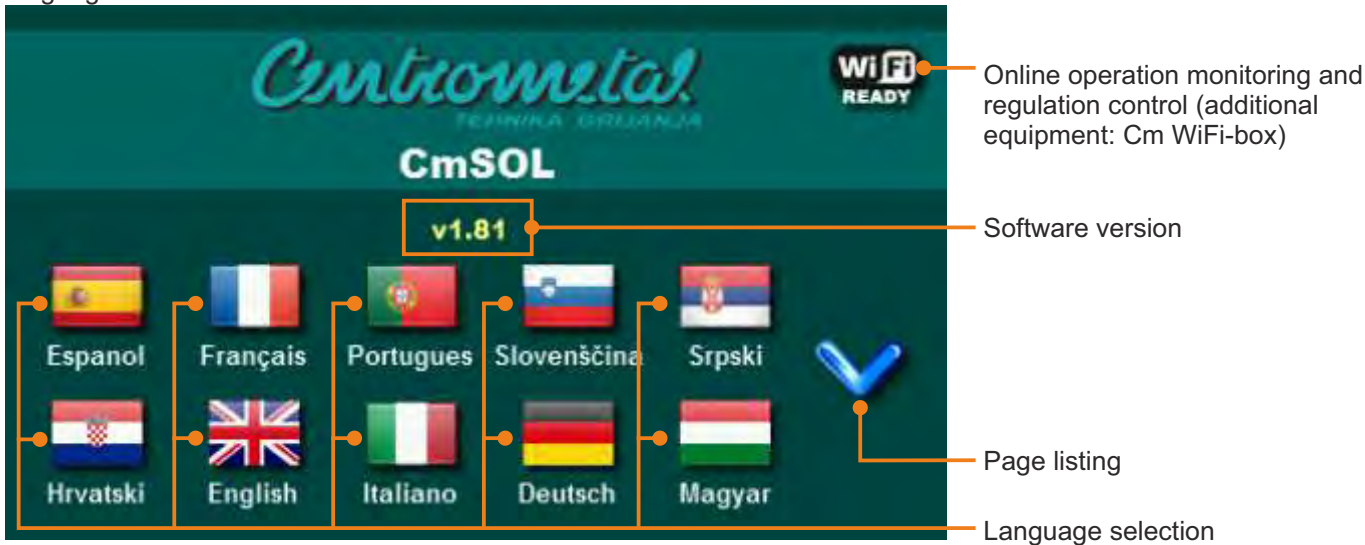 Centrometal
TEHNIKA GRIJANJA
WiFi
READY
Online operation monitoring and
regulation control (additional
equipment: Cm WiFi-box)
CmSOL
v1.81
Software version
Espanol Français Portugues Slovenščina Srpski
Page listing
Hrvatski English Italiano Deutsch Magyar
Language selection